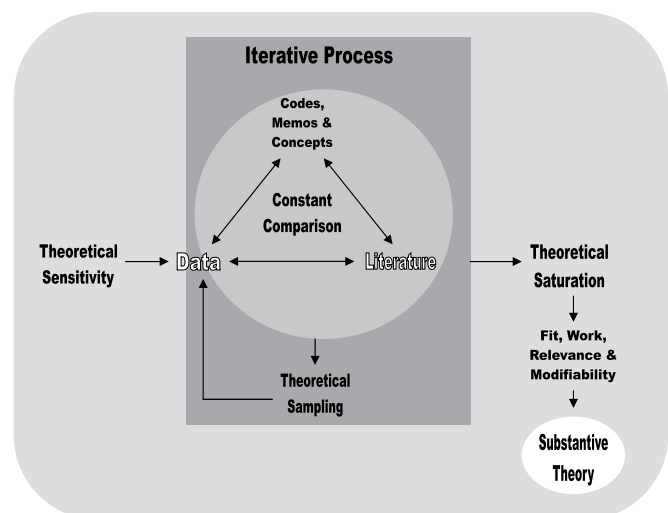 Iterative Process
Codes,
Memos &
Concepts
Constant
Comparison
Theoretical
Sensitivity
Data
Literature
Theoretical
Saturation
Fit, Work,
Relevance &
Modifiability
Theoretical
Sampling
Substantive
Theory